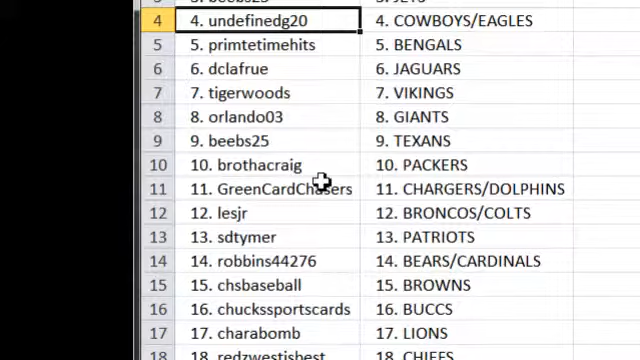 4 4. undefinedg20 4. COWBOYS/EAGLES
5 5. primtetimehits 5. BENGALS
6 6. dclafrue 6. JAGUARS
7 7. tigerwoods 7. VIKINGS
8 8. orlando03 8. GIANTS
9 9. beebs25 9. TEXANS
10 10. brothacraig 10. PACKERS
11 11. GreenCardChasers 11. CHARGERS/DOLPHINS
12 12. lesjr 12. BRONCOS/COLTS
13 13. sdtymer 13. PATRIOTS
14 14. robbins44276 14. BEARS/CARDINALS
15 15. chsbaseball 15. BROWNS
16 16. chuckssportscards 16. BUCCS
17 17. charabomb 17. LIONS
18 18. redzwestisbest 18. CHIEFS